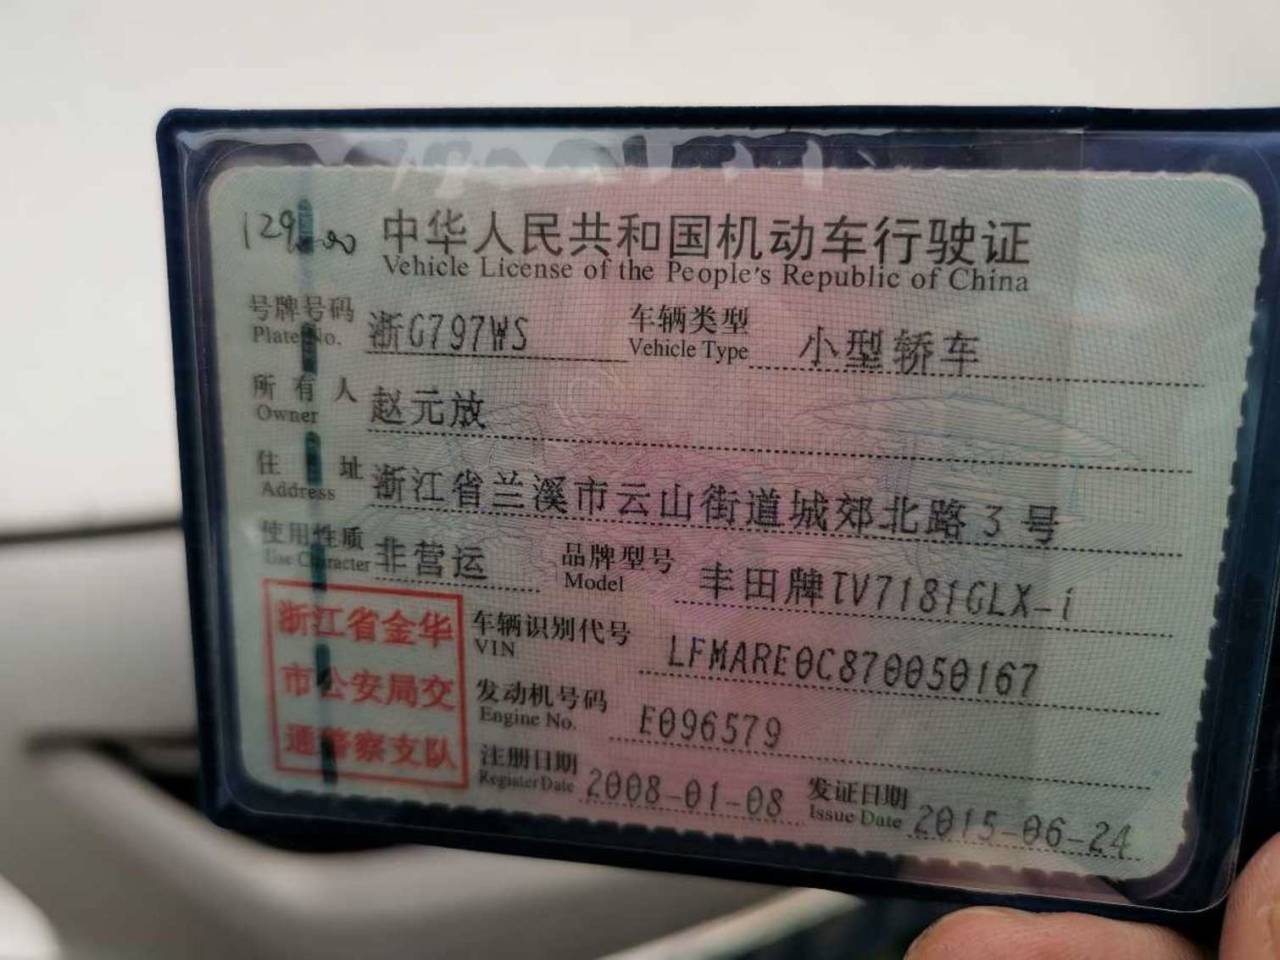 中华人民共和国机动车行驶证
Vehicle License of the People's Republic of China
号牌号码 浙G797WS 车辆类型 小型轿车
Plate No. Vehicle Type
所有人 赵元放
Owner
住址 浙江省兰溪市云山街道城郊北路3号
Address
使用性质 非营运 品牌型号 丰田牌TV7181GLX-i
Use Character Model
浙江省金华
市公安局交
通警察支队
车辆识别代号 LFMARE0C870050167
VIN
发动机号码 E096579
Engine No.
注册日期 2008-01-08 发证日期 2015-06-24
Register Date Issue Date